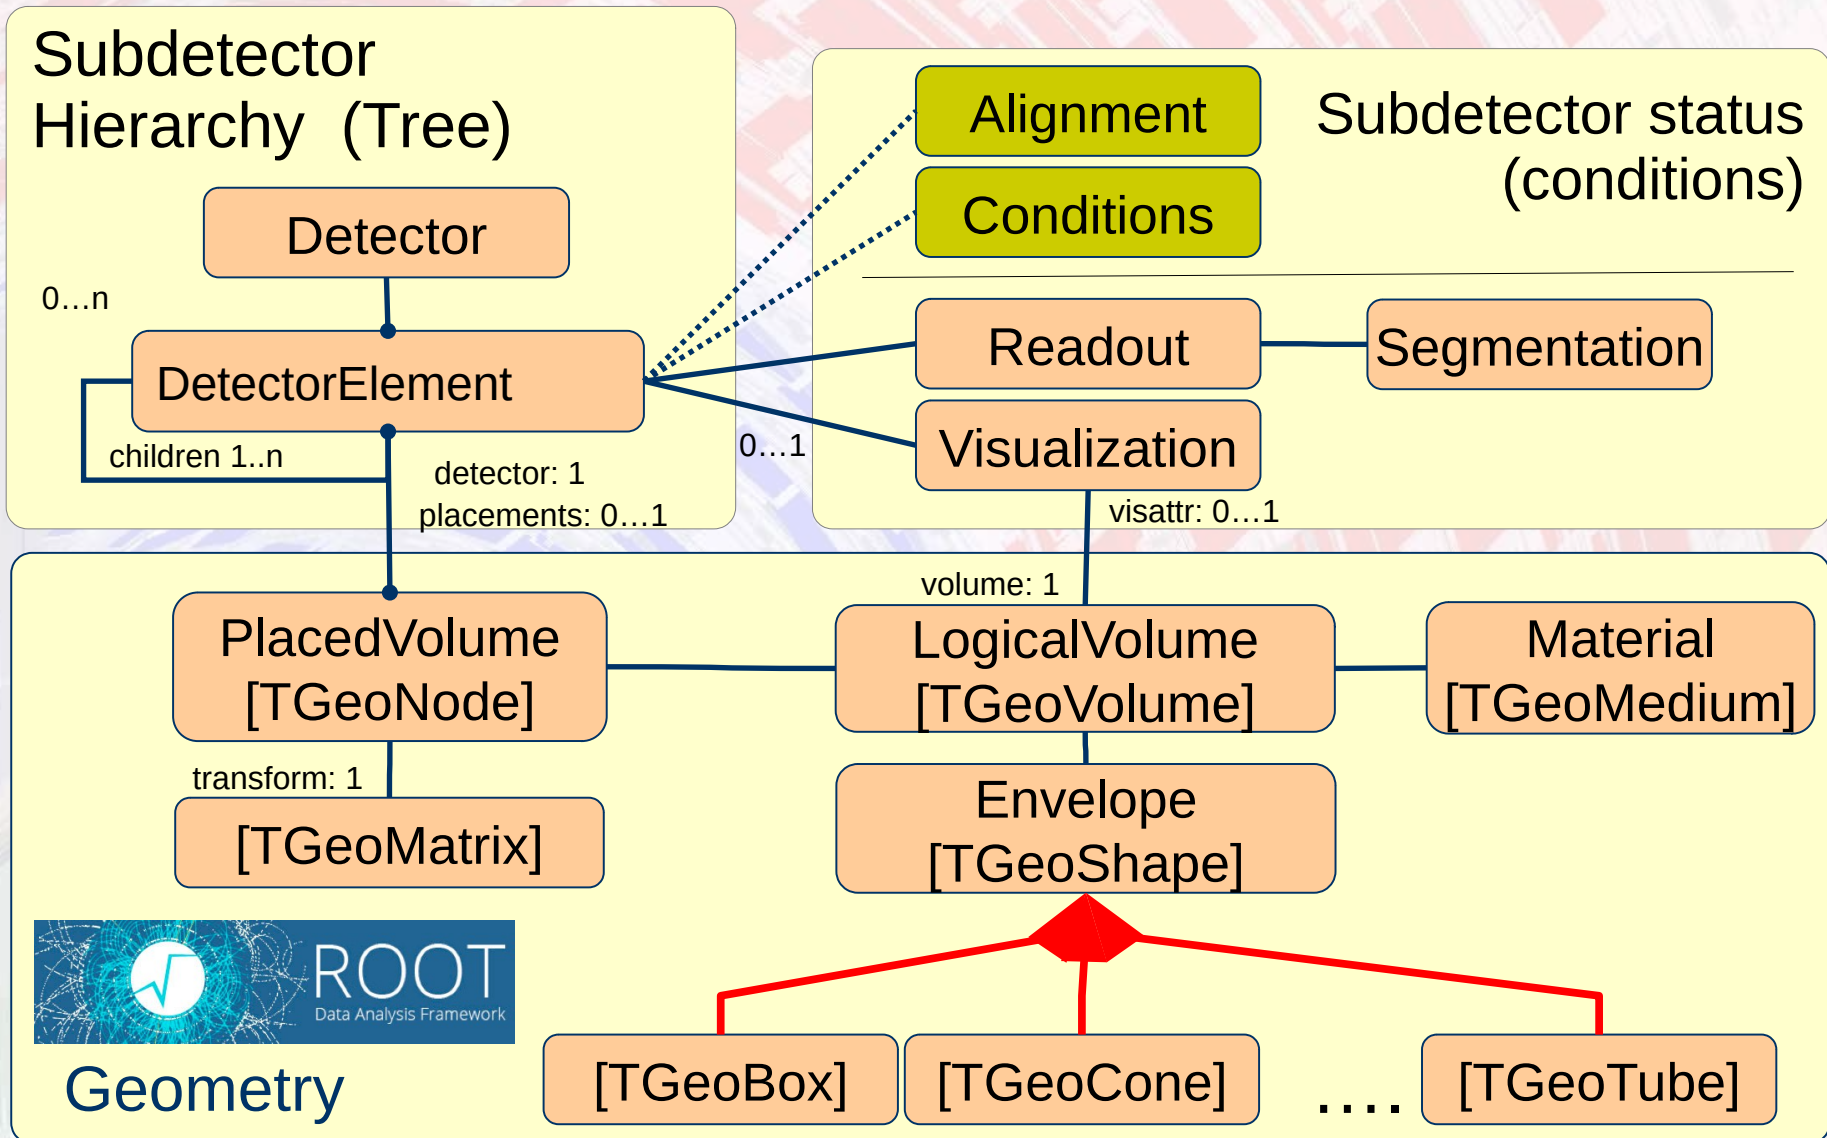 Subdetector
Hierarchy (Tree)
Detector
0...n
DetectorElement
children 1..n
detector: 1
placements: 0...1
Alignment
Subdetector status
(conditions)
Conditions
Readout
Segmentation
Visualization
0...1
visattr: 0...1
volume: 1
PlacedVolume
[TGeoNode]
LogicalVolume
[TGeoVolume]
Material
[TGeoMedium]
transform: 1
[TGeoMatrix]
Envelope
[TGeoShape]
ROOT
Data Analysis Framework
Geometry
[TGeoBox]
[TGeoCone]
....
[TGeoTube]